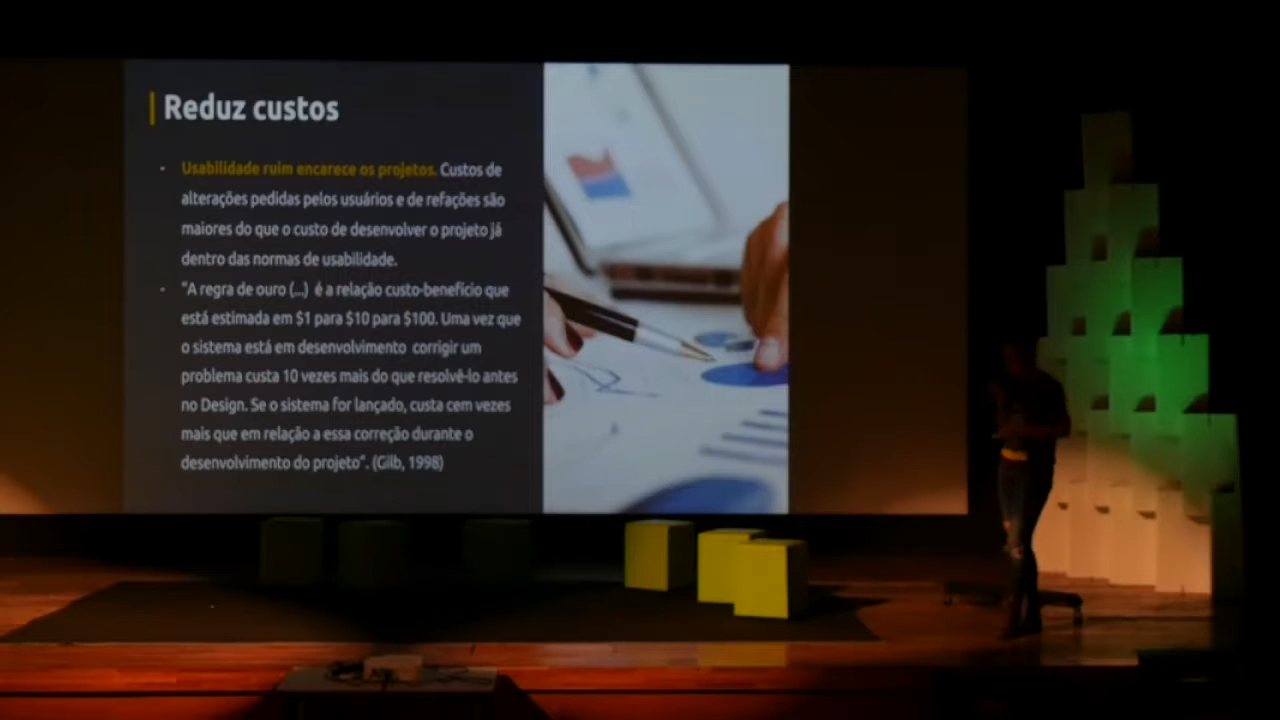 Reduz custos
- Usabilidade ruim encarece os projetos. Custos de
alterações pedidas pelos usuários e de refações são
maiores do que o custo de desenvolver o projeto já
dentro das normas de usabilidade.
- "A regra de ouro (...) é a relação custo-benefício que
está estimada em $1 para $10 para $100. Uma vez que
o sistema está em desenvolvimento corrigir um
problema custa 10 vezes mais do que resolvê-lo antes
no Design. Se o sistema for lançado, custa cem vezes
mais que em relação a essa correção durante o
desenvolvimento do projeto". (Gilb, 1998)